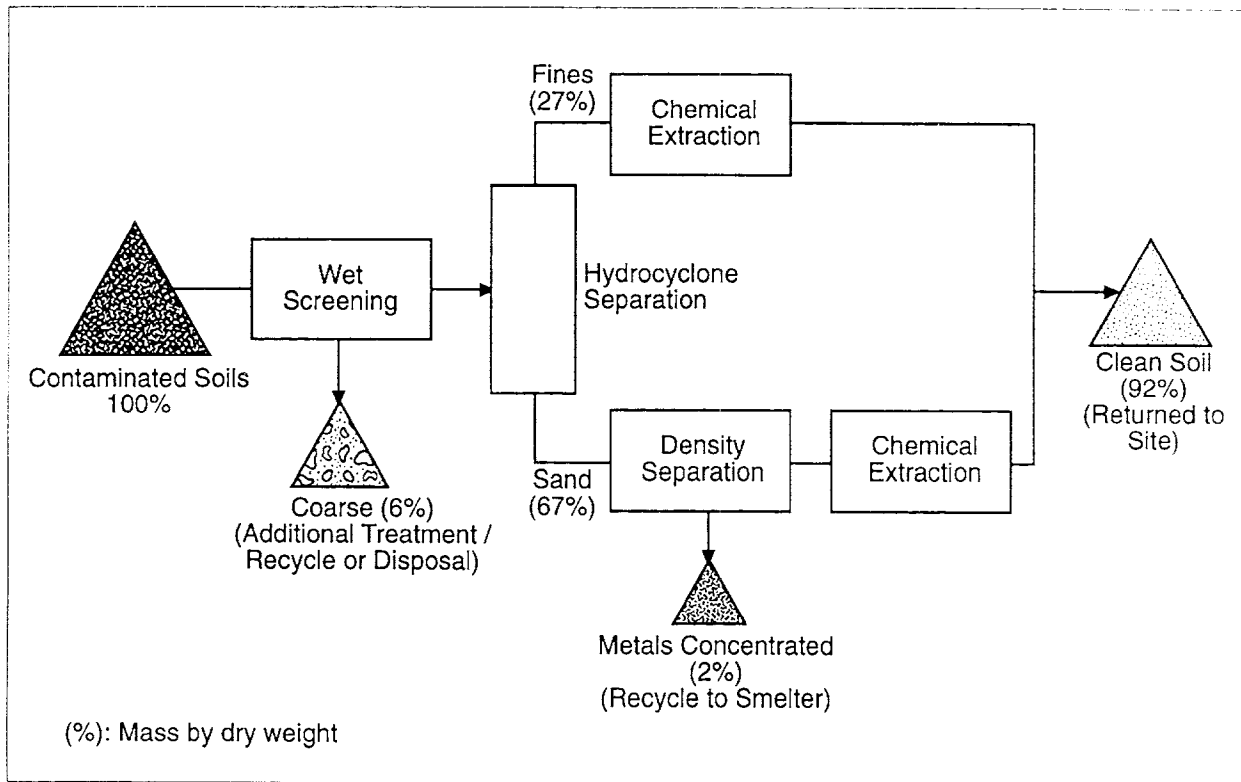 Fines
(27%)
Chemical
Extraction
Wet
Screening
Hydrocyclone
Separation
Contaminated Soils
100%
Clean Soil
(92%)
(Returned to
Site)
Coarse (6%)
(Additional Treatment /
Recycle or Disposal)
Sand
(67%)
Density
Separation
Chemical
Extraction
Metals Concentrated
(2%)
(Recycle to Smelter)
(%): Mass by dry weight